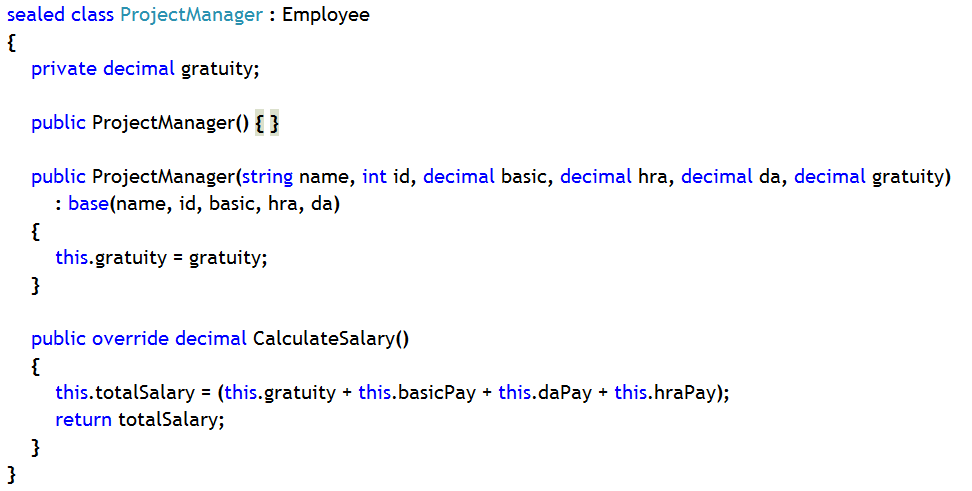 sealed class ProjectManager : Employee
{
    private decimal gratuity;

    public ProjectManager() { }

    public ProjectManager(string name, int id, decimal basic, decimal hra, decimal da, decimal gratuity)
        : base(name, id, basic, hra, da)
    {
        this.gratuity = gratuity;
    }

    public override decimal CalculateSalary()
    {
        this.totalSalary = (this.gratuity + this.basicPay + this.daPay + this.hraPay);
        return totalSalary;
    }
}